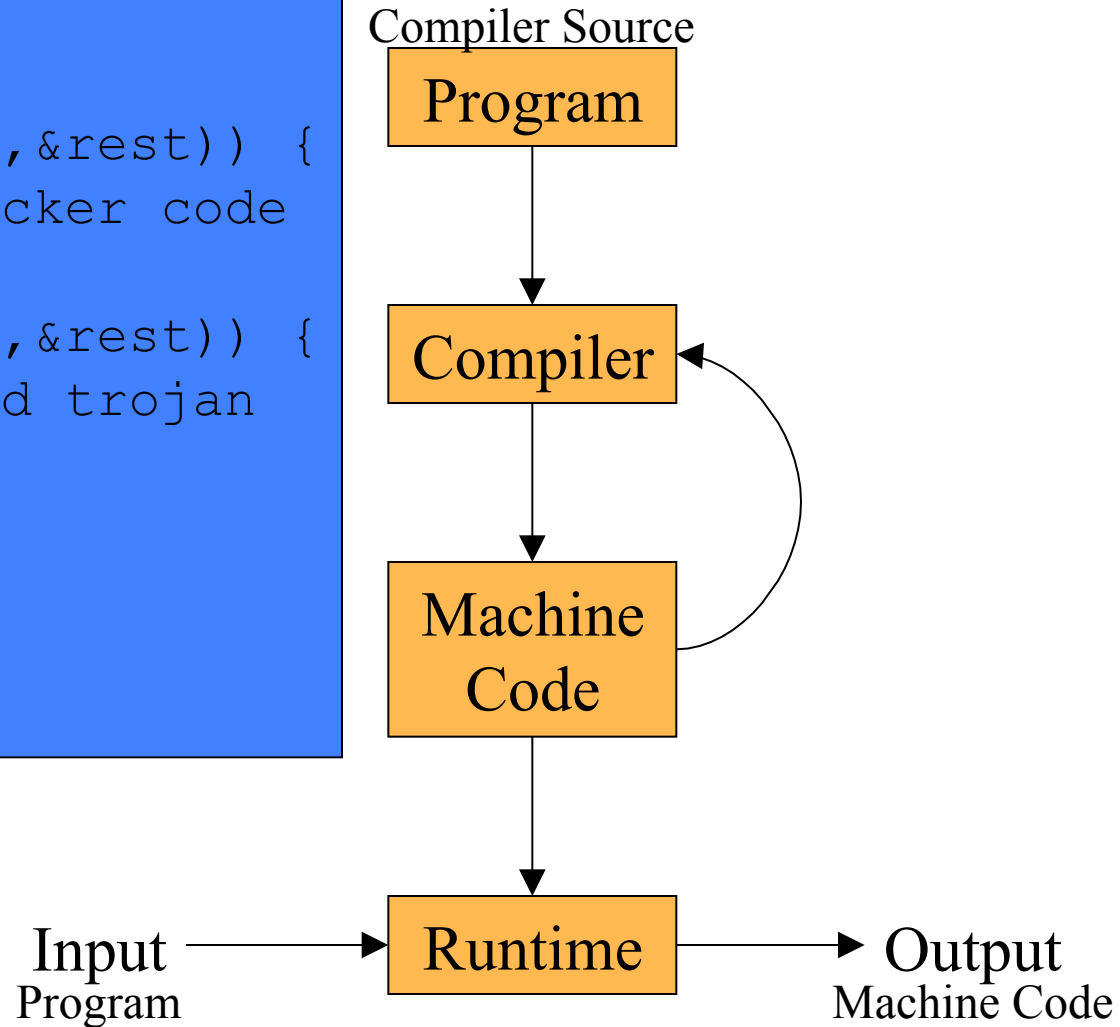 ,&rest)) {
cker code
,&rest)) {
d trojan
Compiler Source
Program
Compiler
Machine
Code
Input
Program
Runtime
Output
Machine Code